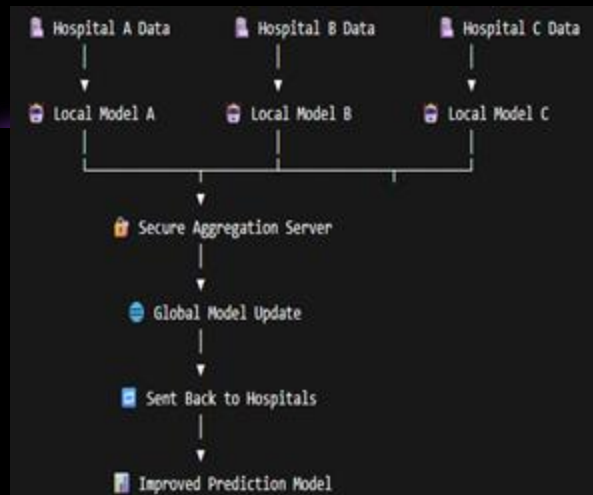 Hospital A Data Hospital B Data Hospital C Data
Local Model A Local Model B Local Model C
Secure Aggregation Server
Global Model Update
Sent Back to Hospitals
Improved Prediction Model